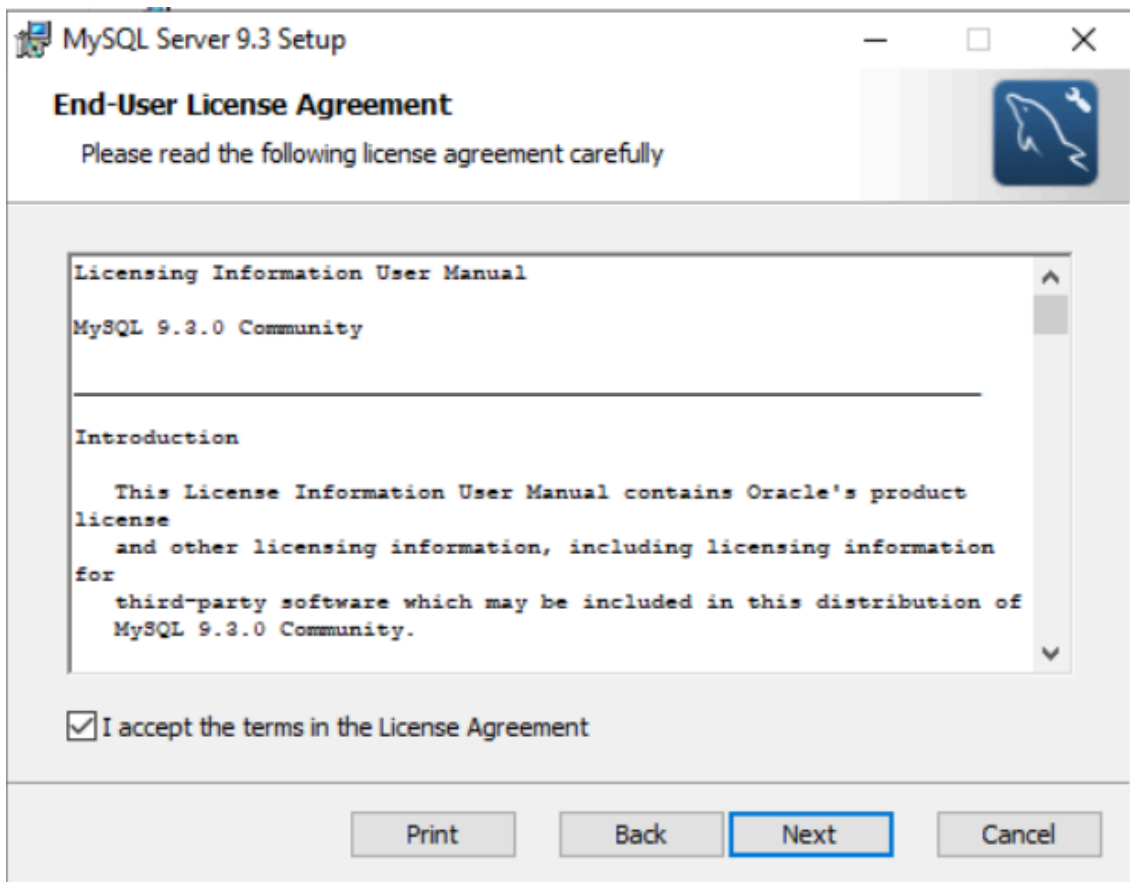 MySQL Server 9.3 Setup
End-User License Agreement
Please read the following license agreement carefully
Licensing Information User Manual
MySQL 9.3.0 Community
Introduction
This License Information User Manual contains Oracle's product
license
and other licensing information, including licensing information
for
third-party software which may be included in this distribution of
MySQL 9.3.0 Community.
I accept the terms in the License Agreement
Print
Back
Next
Cancel